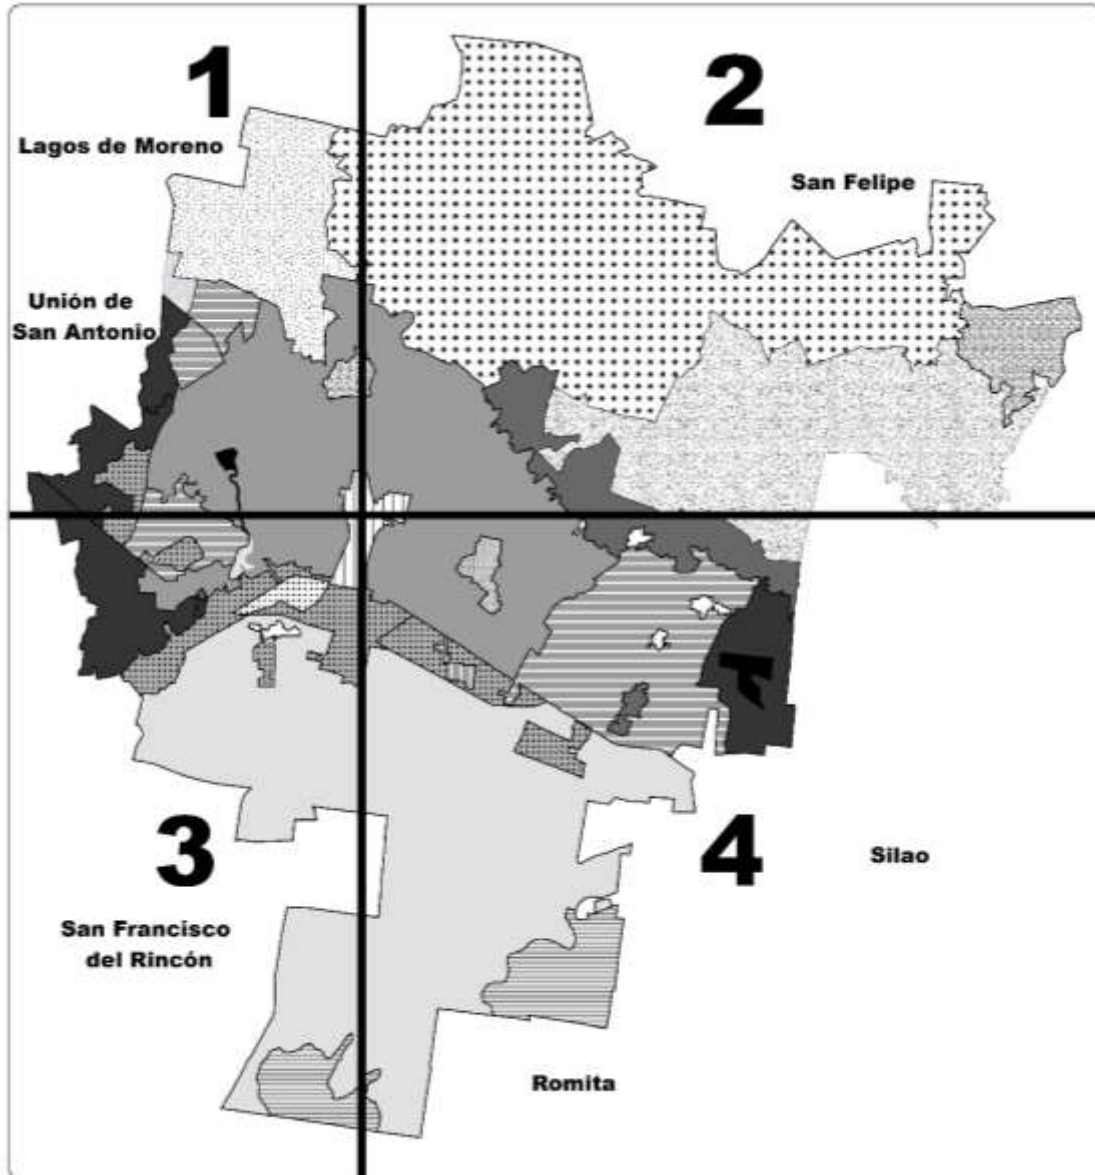 1
2
Lagos de Moreno
San Felipe
Unión de
San Antonio
3
4
Silao
San Francisco
del Rincón
Romita